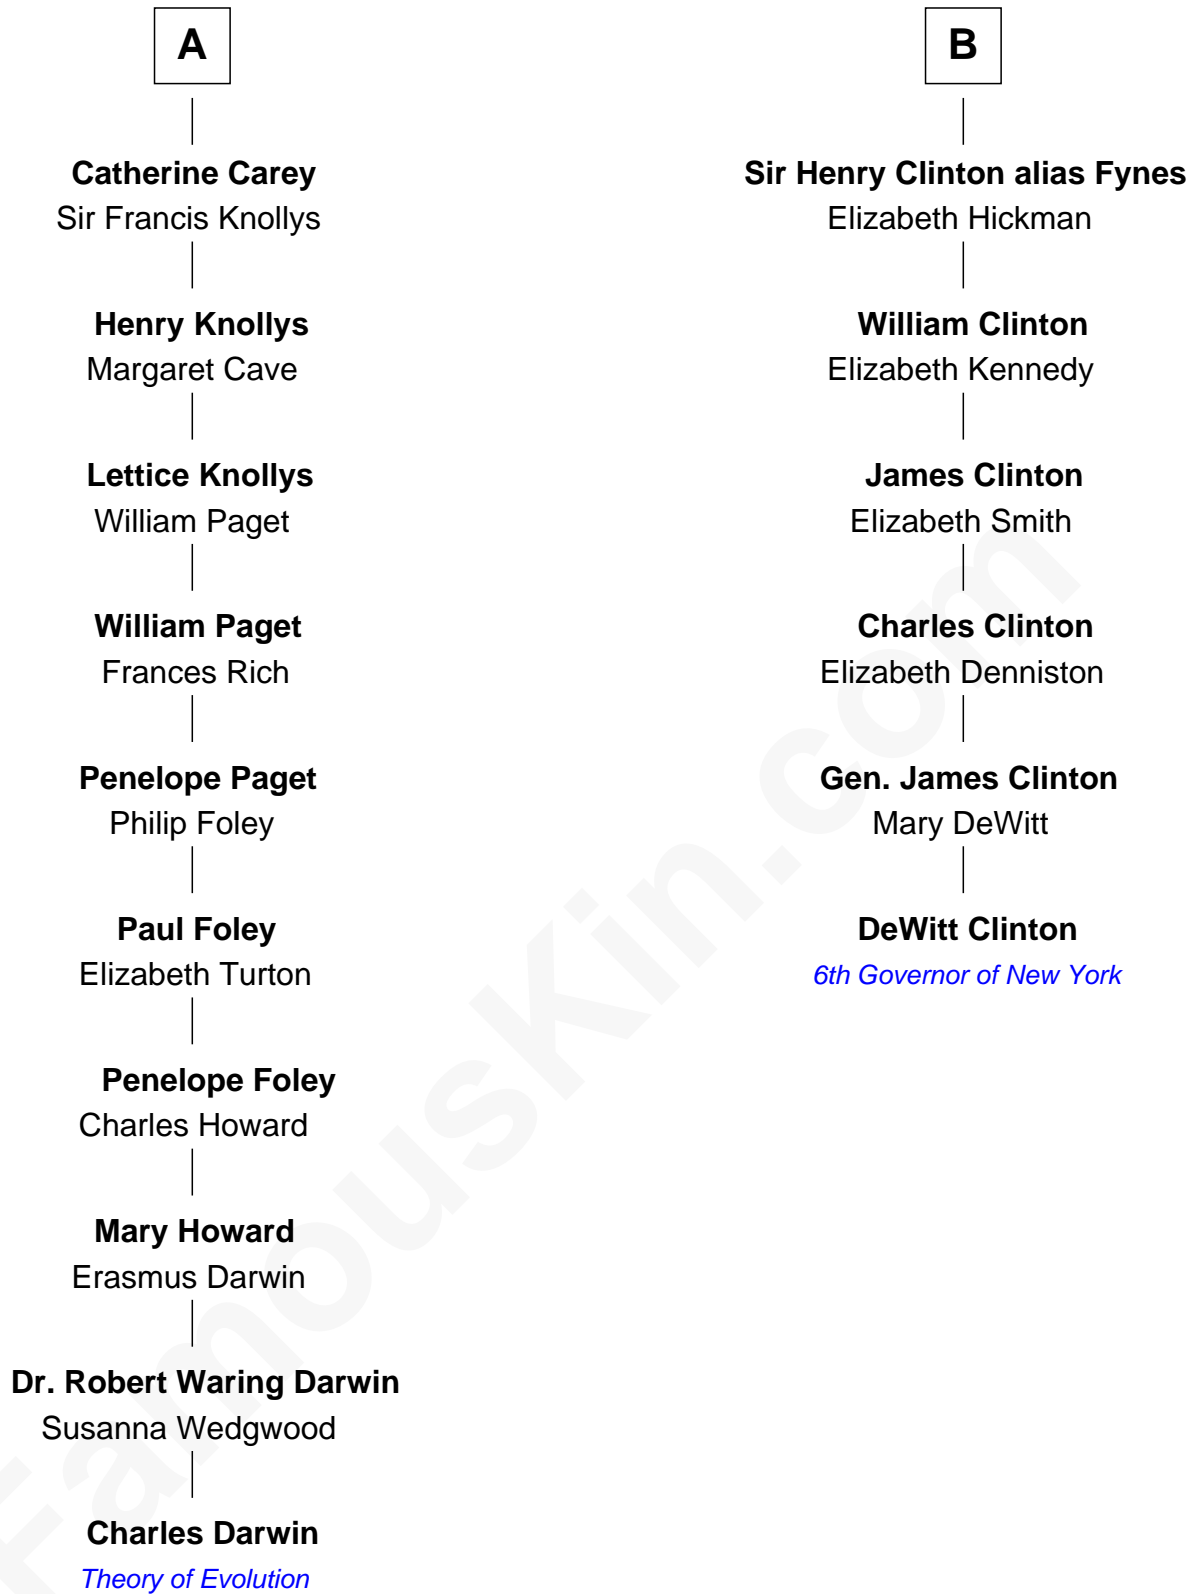 A
Catherine Carey
Sir Francis Knollys
Henry Knollys
Margaret Cave
Lettice Knollys
William Paget
William Paget
Frances Rich
Penelope Paget
Philip Foley
Paul Foley
Elizabeth Turton
Penelope Foley
Charles Howard
Mary Howard
Erasmus Darwin
Dr. Robert Waring Darwin
Susanna Wedgwood
Charles Darwin
Theory of Evolution
B
Sir Henry Clinton alias Fynes
Elizabeth Hickman
William Clinton
Elizabeth Kennedy
James Clinton
Elizabeth Smith
Charles Clinton
Elizabeth Denniston
Gen. James Clinton
Mary DeWitt
DeWitt Clinton
6th Governor of New York
FamousKin.com